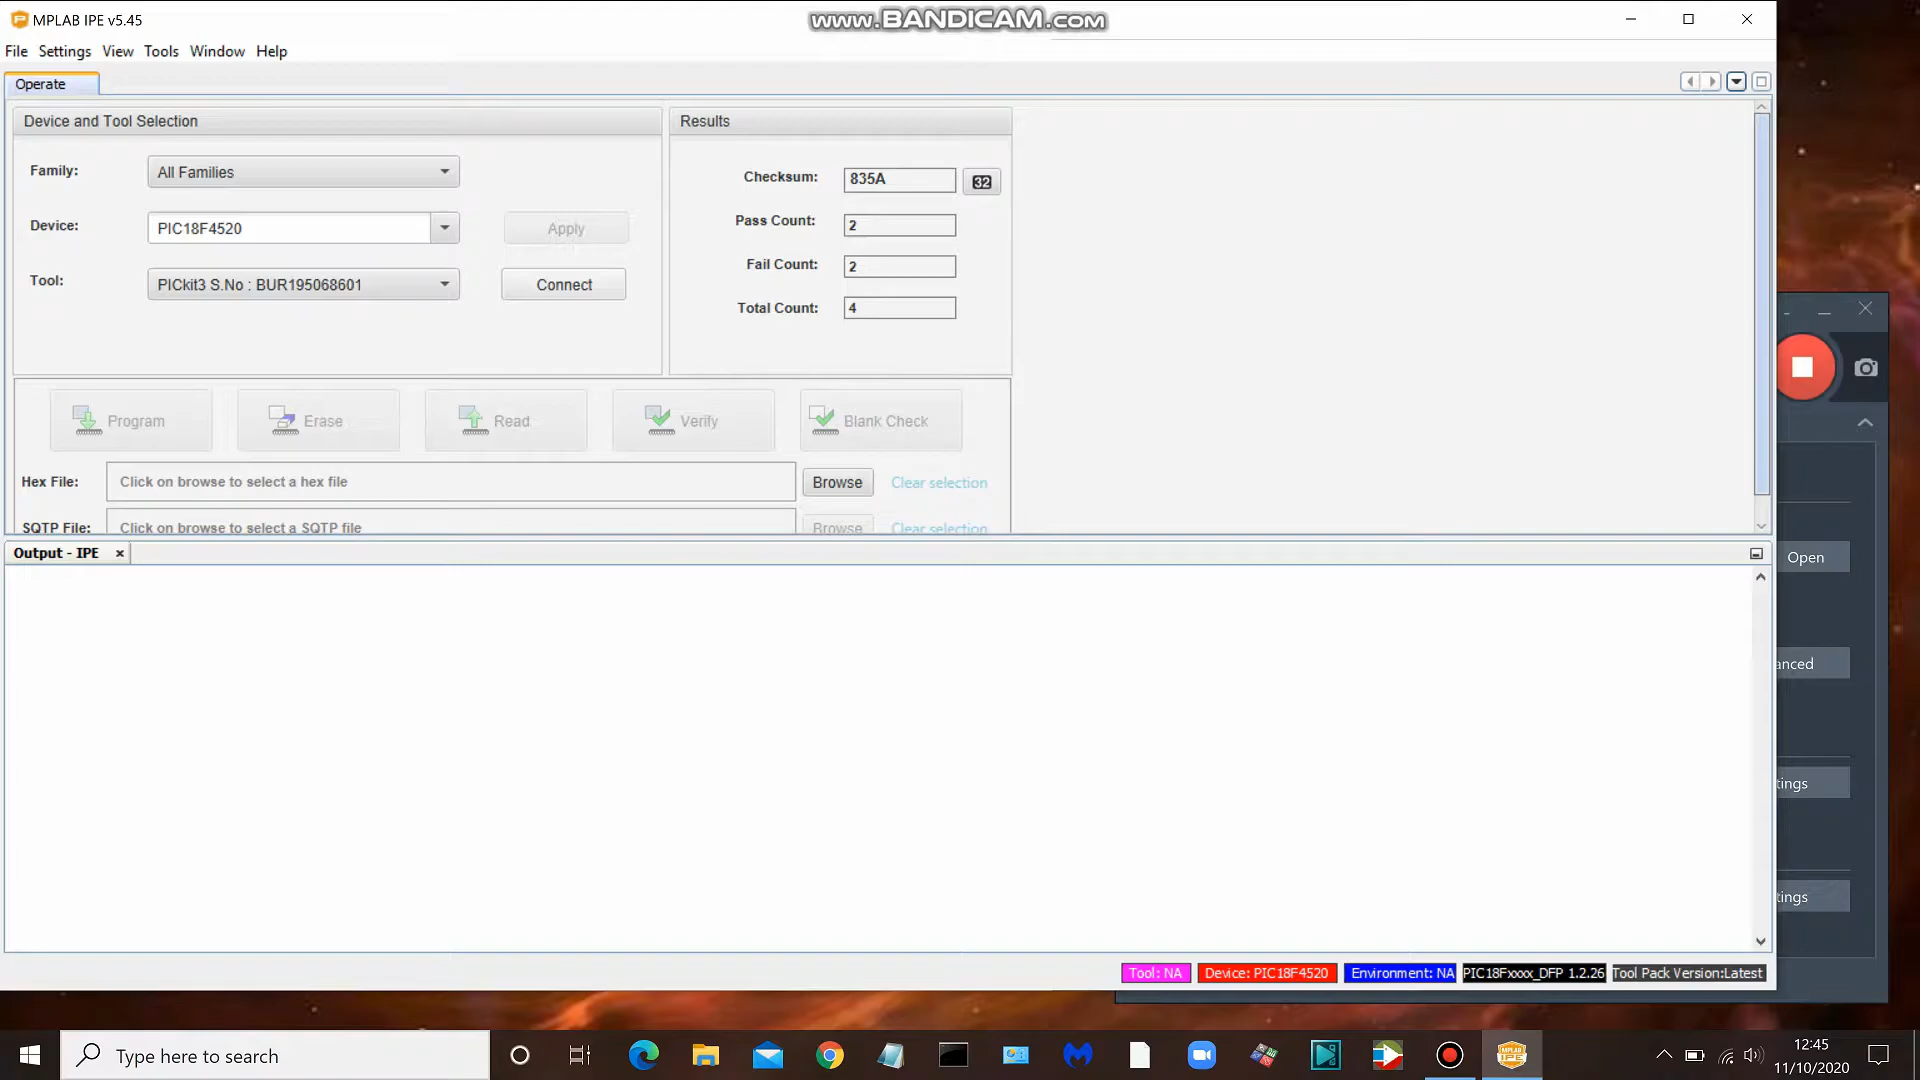 MPLAB IPE v5.45
www.BANDICAM.com
File Settings View Tools Window Help
Operate
Device and Tool Selection
Results
Family: All Families
Checksum: 835A 32
Device: PIC18F4520 Apply
Pass Count: 2
Tool: PICkit3 S.No : BUR195068601 Connect
Fail Count: 2
Total Count: 4
Program Erase Read Verify Blank Check
Hex File: Click on browse to select a hex file Browse Clear selection
SQTP File: Click on browse to select a SQTP file Browse Clear selection
Output - IPE
Open
anced
tings
tings
Tool: NA Device: PIC18F4520 Environment: NA PIC18Fxxxx_DFP 1.2.26 Tool Pack Version:Latest
Type here to search
MPLAB
IPE
12:45
11/10/2020